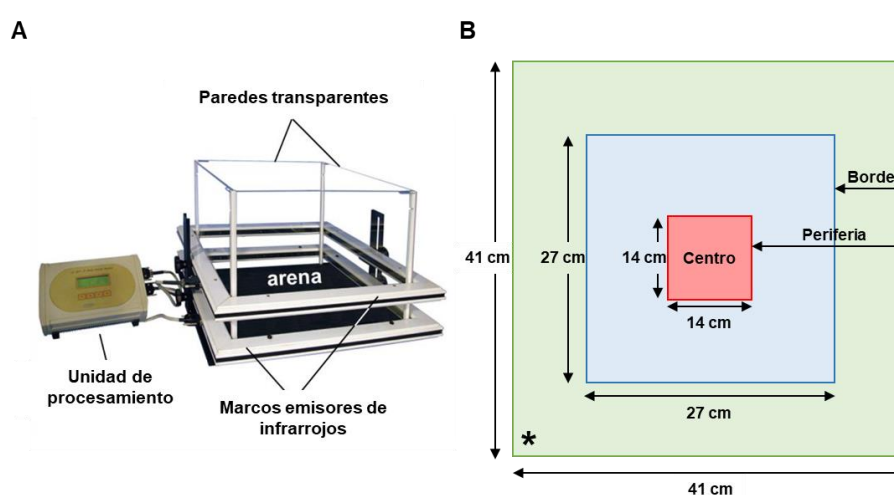 A
Paredes transparentes
arena
Unidad de
procesamiento
Marcos emisores de
infrarrojos
B
Borde
Periferia
41 cm
27 cm
14 cm
Centro
14 cm
27 cm
*
41 cm